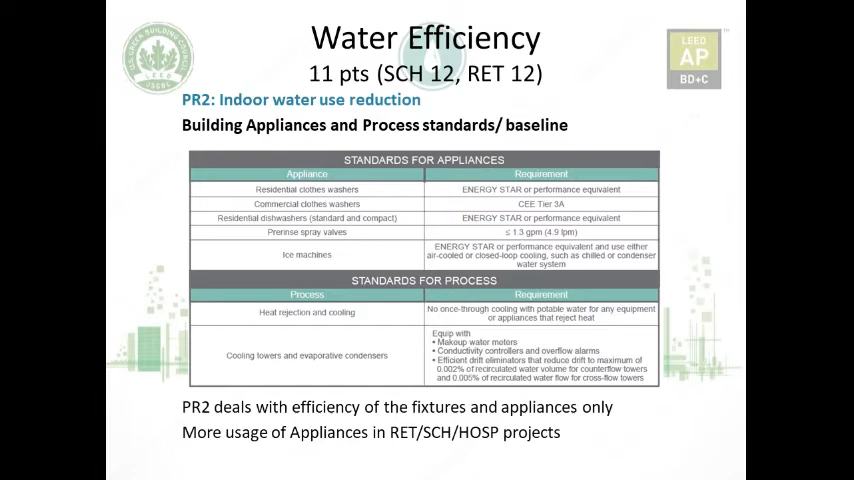 Water Efficiency
11 pts (SCH 12, RET 12)
U.S. GREEN BUILDING COUNCIL
LEED
USGBC
LEED
AP
BD+C
PR2: Indoor water use reduction
Building Appliances and Process standards/ baseline
STANDARDS FOR APPLIANCES
Appliance Requirement
Residential clothes washers ENERGY STAR or performance equivalent
Commercial clothes washers CEE Tier 3A
Residential dishwashers (standard and compact) ENERGY STAR or performance equivalent
Prerinse spray valves ≤ 1.3 gpm (4.9 lpm)
Ice machines ENERGY STAR or performance equivalent and use either
air-cooled or closed-loop cooling, such as chilled or condenser
water system
STANDARDS FOR PROCESS
Process Requirement
Heat rejection and cooling No once-through cooling with potable water for any equipment
or appliances that reject heat
Cooling towers and evaporative condensers Equip with
• Makeup water meters
• Conductivity controllers and overflow alarms
• Efficient drift eliminators that reduce drift to maximum of
0.002% of recirculated water volume for counterflow towers
and 0.005% of recirculated water flow for cross-flow towers
PR2 deals with efficiency of the fixtures and appliances only
More usage of Appliances in RET/SCH/HOSP projects